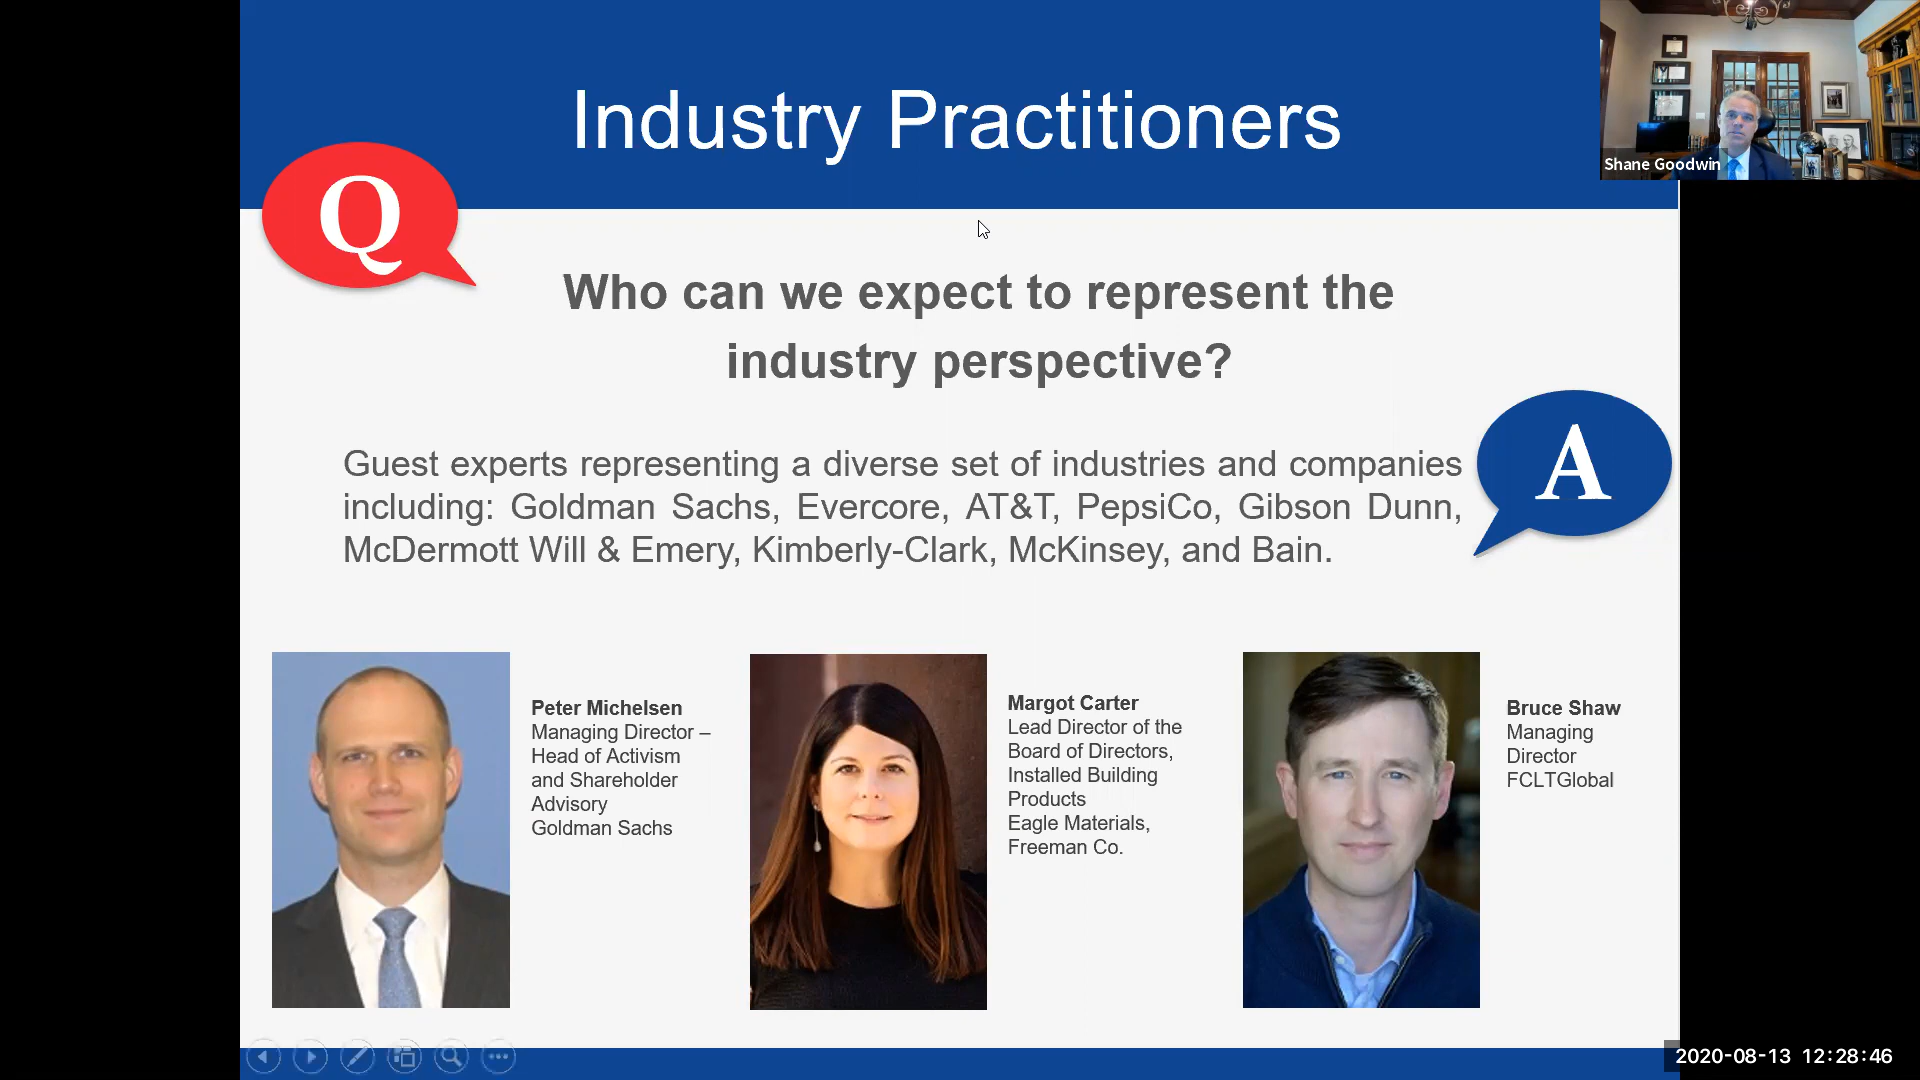 Industry Practitioners
Shane Goodwin
Q
Who can we expect to represent the
industry perspective?
A
Guest experts representing a diverse set of industries and companies
including: Goldman Sachs, Evercore, AT&T, PepsiCo, Gibson Dunn,
McDermott Will & Emery, Kimberly-Clark, McKinsey, and Bain.
Peter Michelsen
Managing Director –
Head of Activism
and Shareholder
Advisory
Goldman Sachs
Margot Carter
Lead Director of the
Board of Directors,
Installed Building
Products
Eagle Materials,
Freeman Co.
Bruce Shaw
Managing
Director
FCLTGlobal
2020-08-13 12:28:46